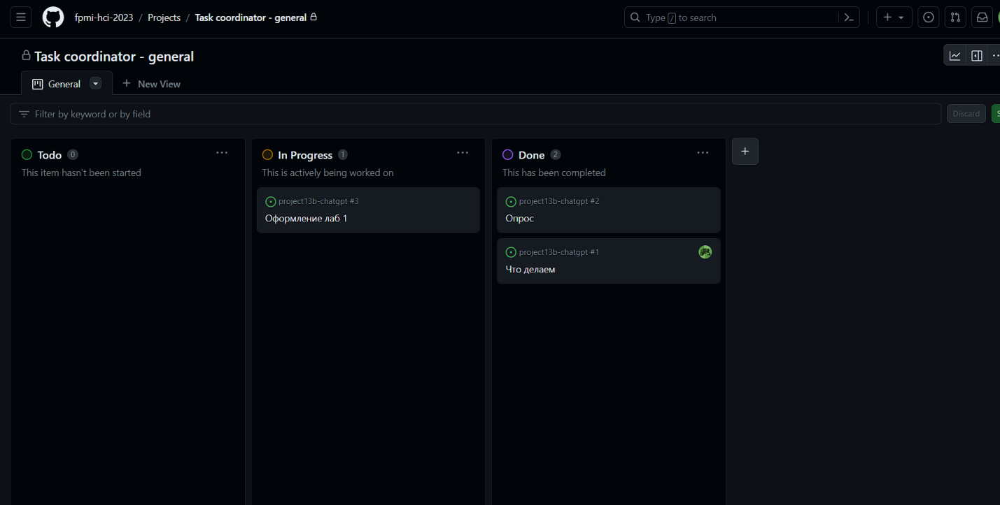 fpmi-hci-2023 / Projects / Task coordinator - general
Type / to search
Task coordinator - general
General
New View
Filter by keyword or by field
Discard
S
Todo 0
This item hasn't been started
In Progress 1
This is actively being worked on
project13b-chatgpt #3
Оформление лаб 1
Done 2
This has been completed
project13b-chatgpt #2
Опрос
project13b-chatgpt #1
Что делаем